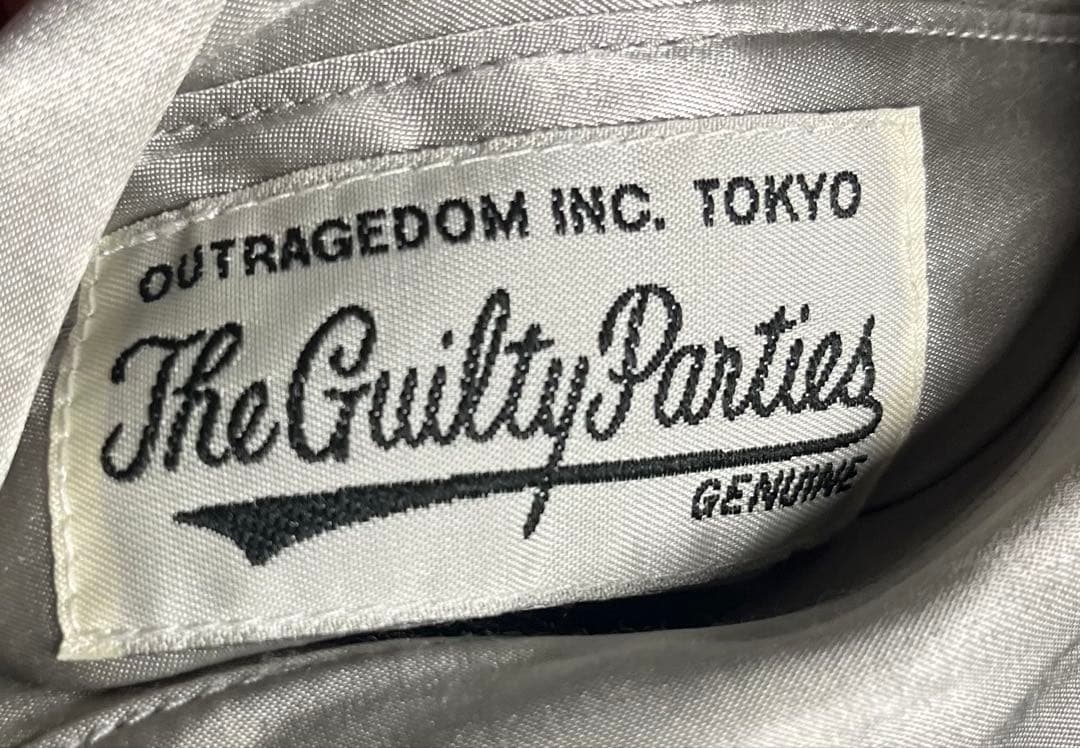 OUTRAGEDOM INC. TOKYO
The Guilty Parties
GENUINE